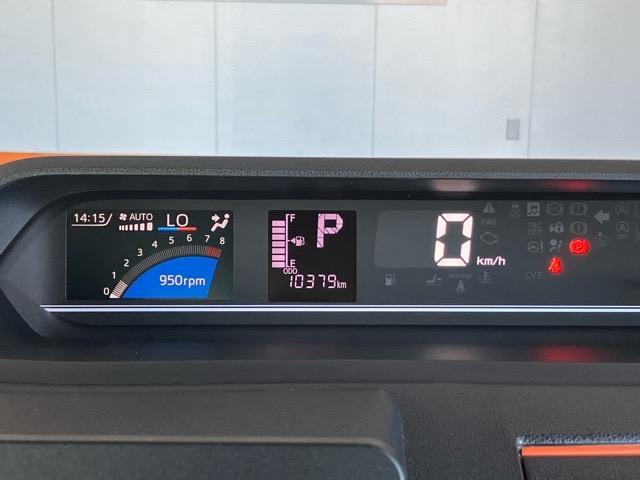 14:15 AUTO LO
0 1 2 3 4 5 6 7 8
950rpm
F P
E
ODO
10379km
0 km/h
PWR
P
CVT